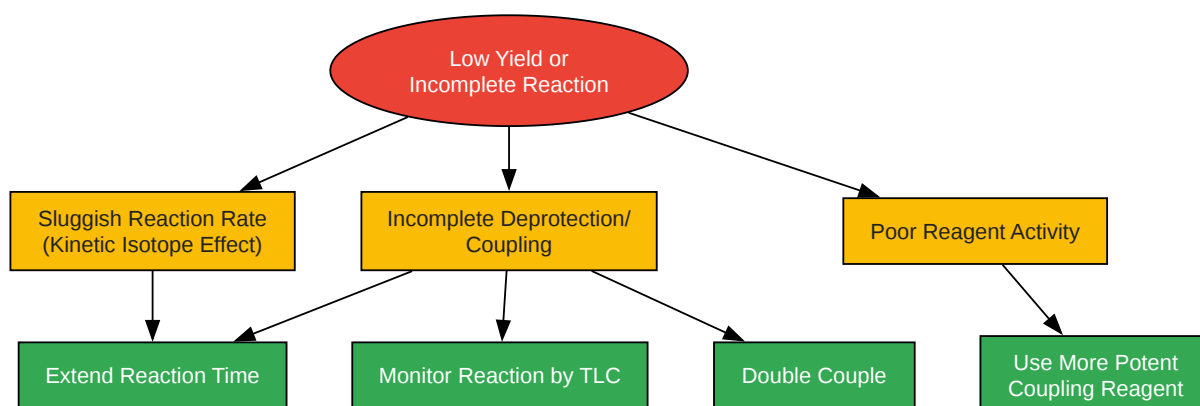 Low Yield or
Incomplete Reaction
Sluggish Reaction Rate
(Kinetic Isotope Effect)
Incomplete Deprotection/
Coupling
Poor Reagent Activity
Extend Reaction Time
Monitor Reaction by TLC
Double Couple
Use More Potent
Coupling Reagent